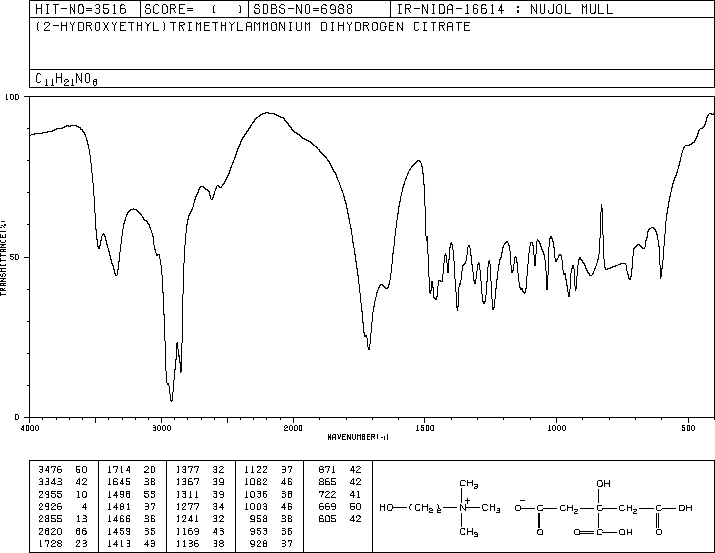 HIT-NO=3516 SCORE= ( ) SDBS-NO=6988 IR-NIDA-16614 : NUJOL MULL
(2-HYDROXYETHYL)TRIMETHYLAMMONIUM DIHYDROGEN CITRATE
C11H21NO8
100
50
0
TRANSMITTANCE(%)
4000 3000 2000 1500 1000 500
WAVENUMBER(-1)
3476 60 1714 20 1377 32 1122 37 871 42
3343 42 1645 38 1367 39 1082 46 865 42
2955 10 1498 55 1311 39 1036 38 722 41
2926 4 1481 37 1277 34 1003 46 669 50
2855 13 1466 36 1241 32 958 38 605 42
2620 66 1459 35 1169 43 953 36
1728 23 1413 43 1136 38 928 37
CH3 OH
HO-(CH2)2-N+-CH3 -O-C-CH2-C-CH2-C-OH
CH3 O O=C-OH O